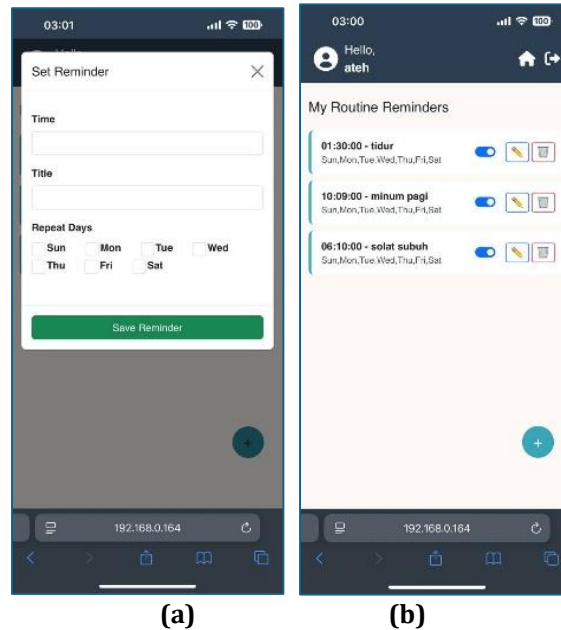 03:01
100
Set Reminder
Time
Title
Repeat Days
Sun Mon Tue Wed
Thu Fri Sat
Save Reminder
+
192.168.0.164
(a)
03:00
100
Hello,
ateh
My Routine Reminders
01:30:00 - tidur
Sun,Mon,Tue,Wed,Thu,Fri,Sat
10:09:00 - minum pagi
Sun,Mon,Tue,Wed,Thu,Fri,Sat
06:10:00 - solat subuh
Sun,Mon,Tue,Wed,Thu,Fri,Sat
+
192.168.0.164
(b)